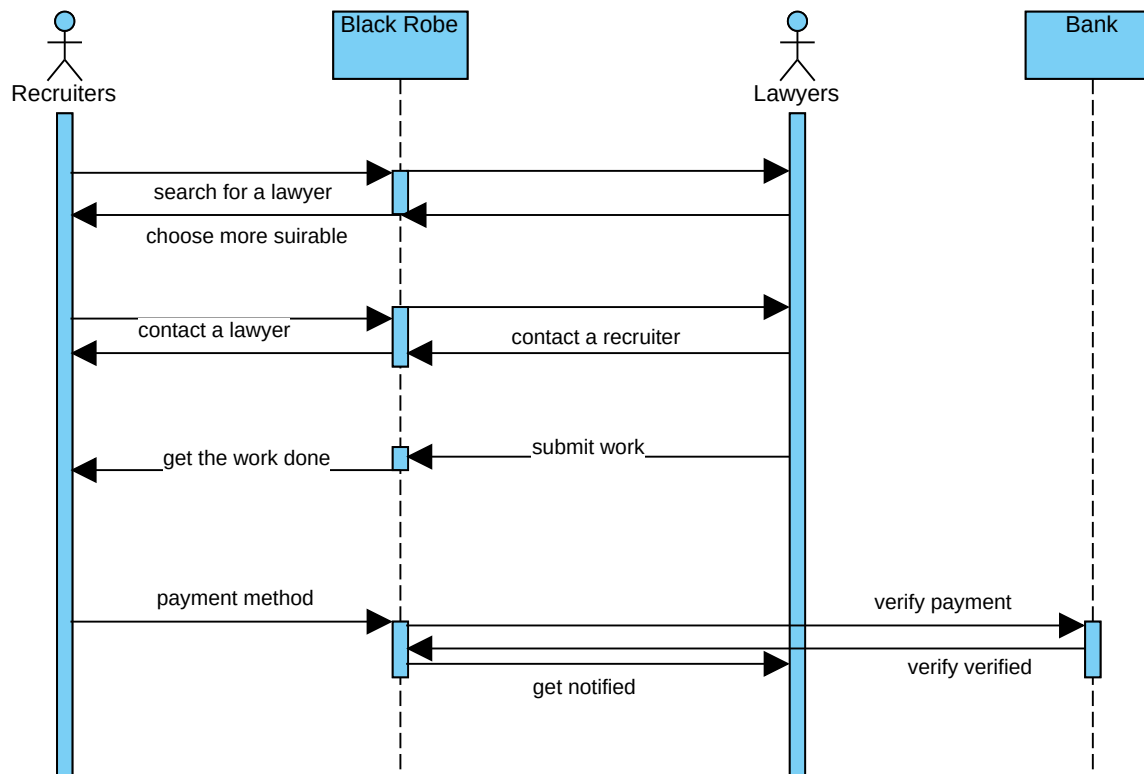 Black Robe
Bank
Recruiters
Lawyers
search for a lawyer
choose more suirable
contact a lawyer
contact a recruiter
submit work
get the work done
payment method
verify payment
verify verified
get notified